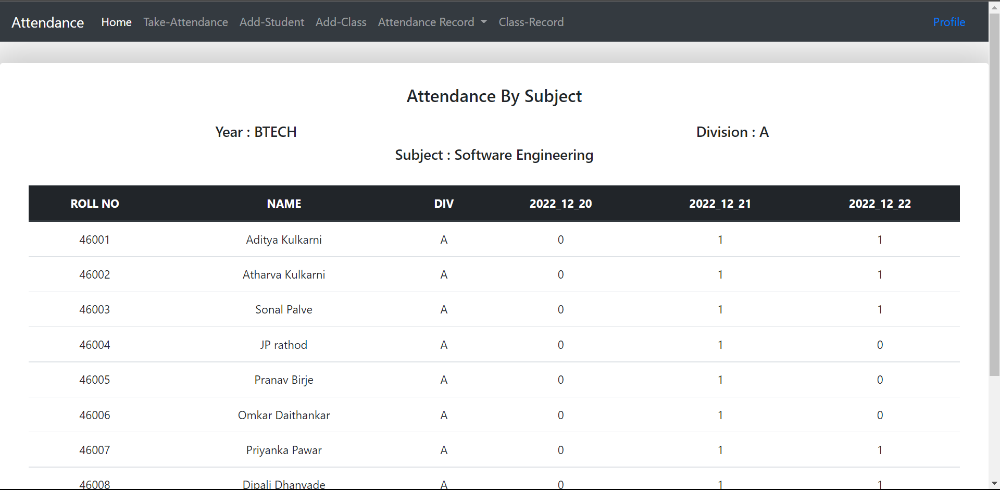 Attendance Home Take-Attendance Add-Student Add-Class Attendance Record Class-Record Profile
Attendance By Subject
Year : BTECH Division : A
Subject : Software Engineering
ROLL NO NAME DIV 2022_12_20 2022_12_21 2022_12_22
46001 Aditya Kulkarni A 0 1 1
46002 Atharva Kulkarni A 0 1 1
46003 Sonal Palve A 0 1 1
46004 JP rathod A 0 1 0
46005 Pranav Birje A 0 1 0
46006 Omkar Daithankar A 0 1 0
46007 Priyanka Pawar A 0 1 1
46008 Dipali Dhanvade A 0 1 1